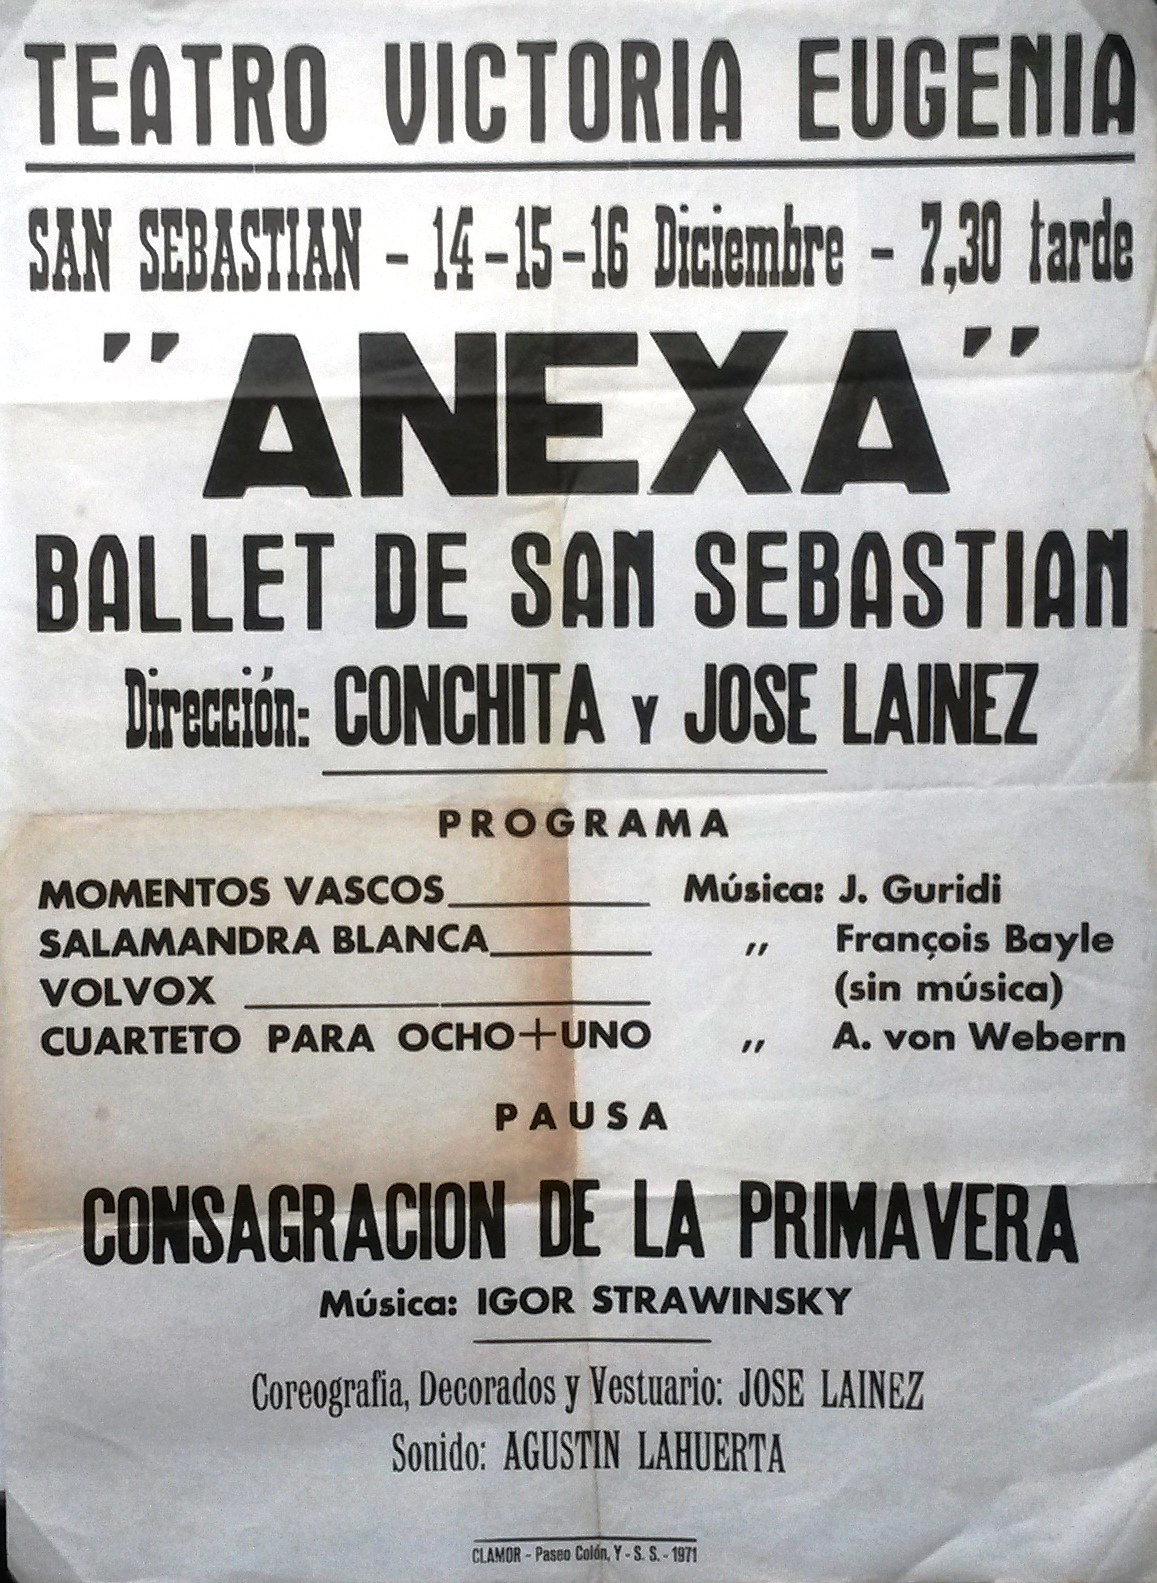 TEATRO VICTORIA EUGENIA
SAN SEBASTIAN - 14-15-16 Diciembre - 7,30 tarde
"ANEXA"
BALLET DE SAN SEBASTIAN
Dirección: CONCHITA Y JOSE LAINEZ
PROGRAMA
MOMENTOS VASCOS Música: J. Guridi
SALAMANDRA BLANCA " François Bayle
VOLVOX (sin música)
CUARTETO PARA OCHO+UNO " A. von Webern
PAUSA
CONSAGRACION DE LA PRIMAVERA
Música: IGOR STRAWINSKY
Coreografia, Decorados y Vestuario: JOSE LAINEZ
Sonido: AGUSTIN LAHUERTA
CLAMOR - Paseo Colón, Y - S. S. - 1971